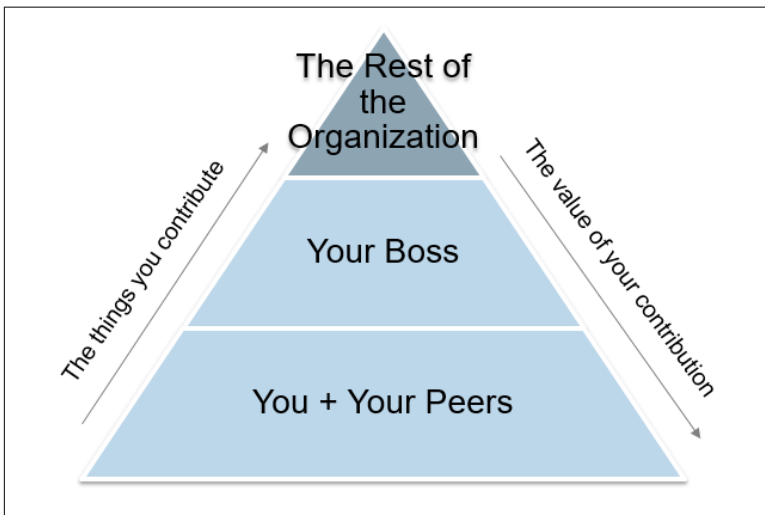 The Rest of
the
Organization
The things you contribute
The value of your contribution
Your Boss
You + Your Peers